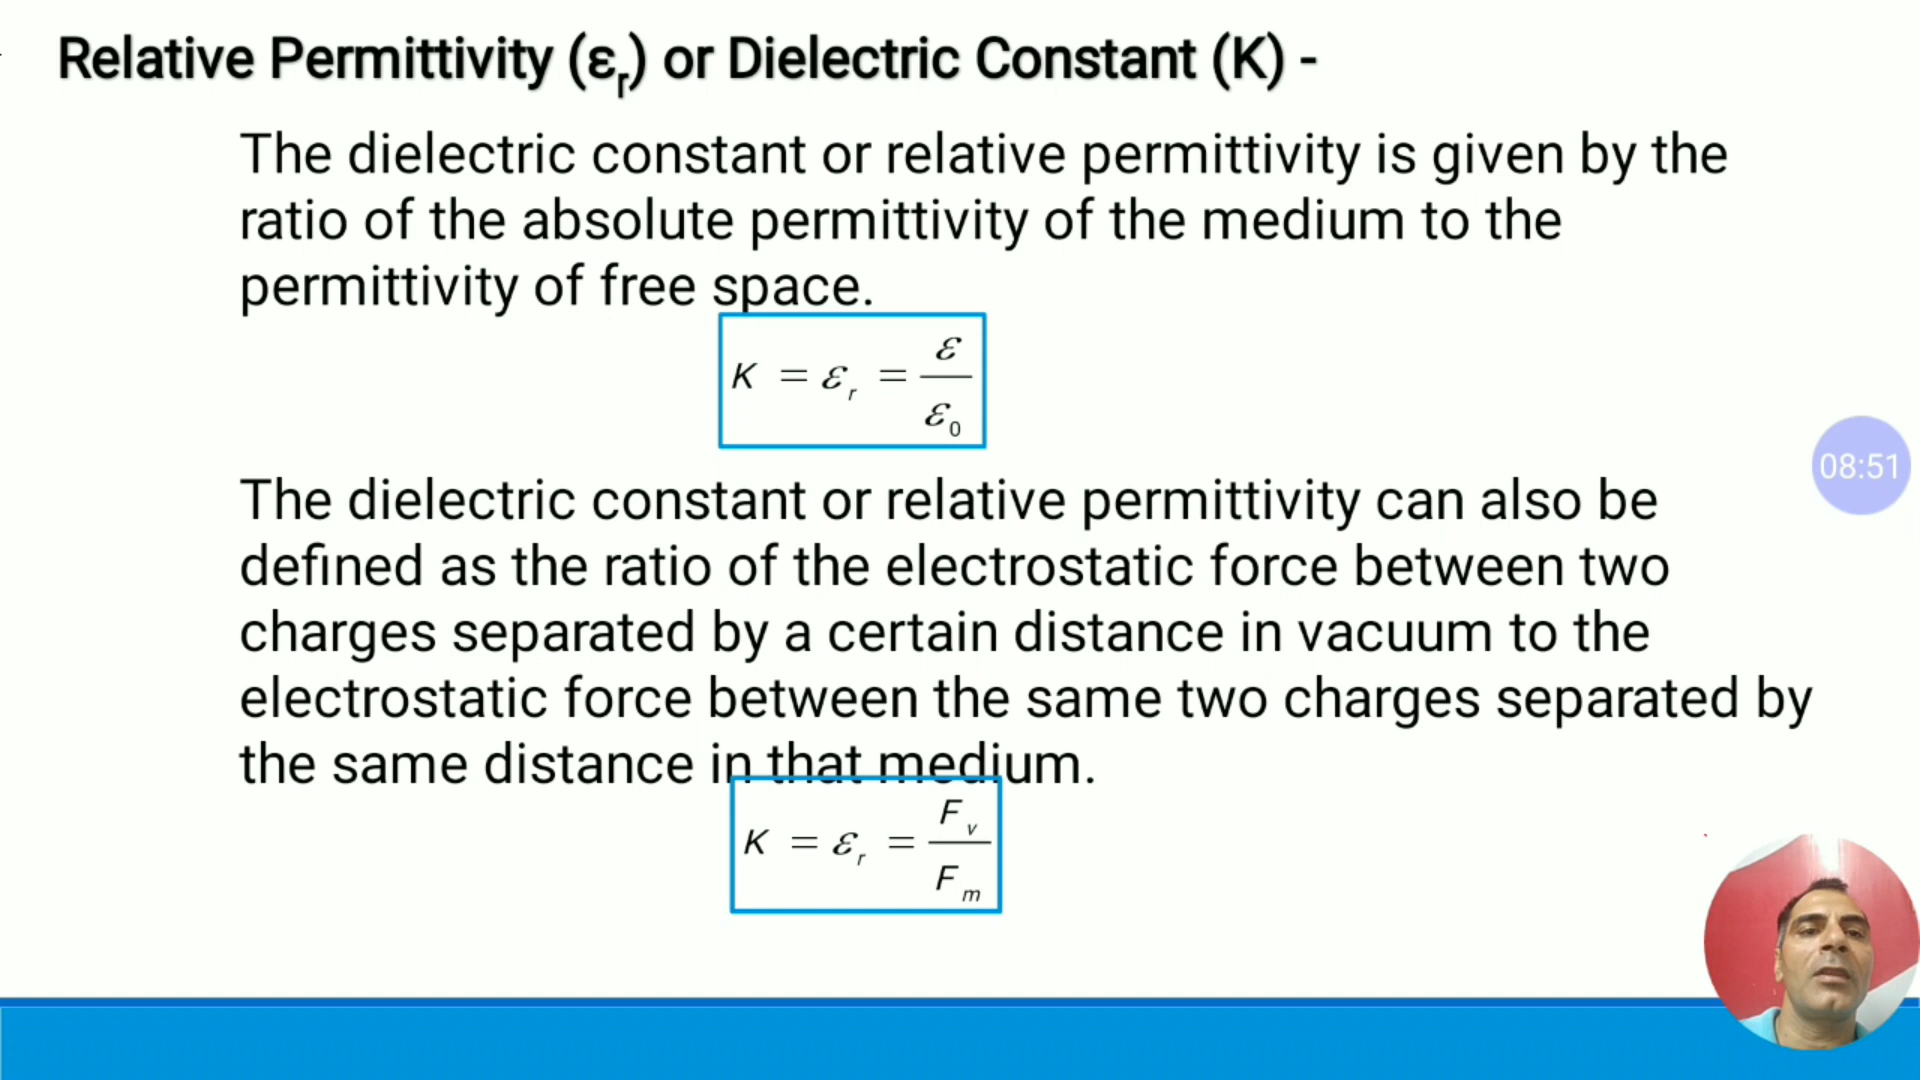 Relative Permittivity (εᵣ) or Dielectric Constant (K) -
The dielectric constant or relative permittivity is given by the
ratio of the absolute permittivity of the medium to the
permittivity of free space.
K = εᵣ = ε / ε₀
08:51
The dielectric constant or relative permittivity can also be
defined as the ratio of the electrostatic force between two
charges separated by a certain distance in vacuum to the
electrostatic force between the same two charges separated by
the same distance in that medium.
K = εᵣ = F_v / F_m